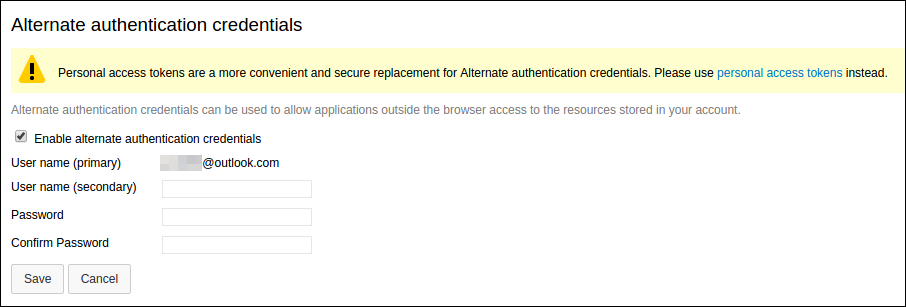 Alternate authentication credentials
Personal access tokens are a more convenient and secure replacement for Alternate authentication credentials. Please use personal access tokens instead.
Alternate authentication credentials can be used to allow applications outside the browser access to the resources stored in your account.
Enable alternate authentication credentials
User name (primary) @outlook.com
User name (secondary)
Password
Confirm Password
Save Cancel